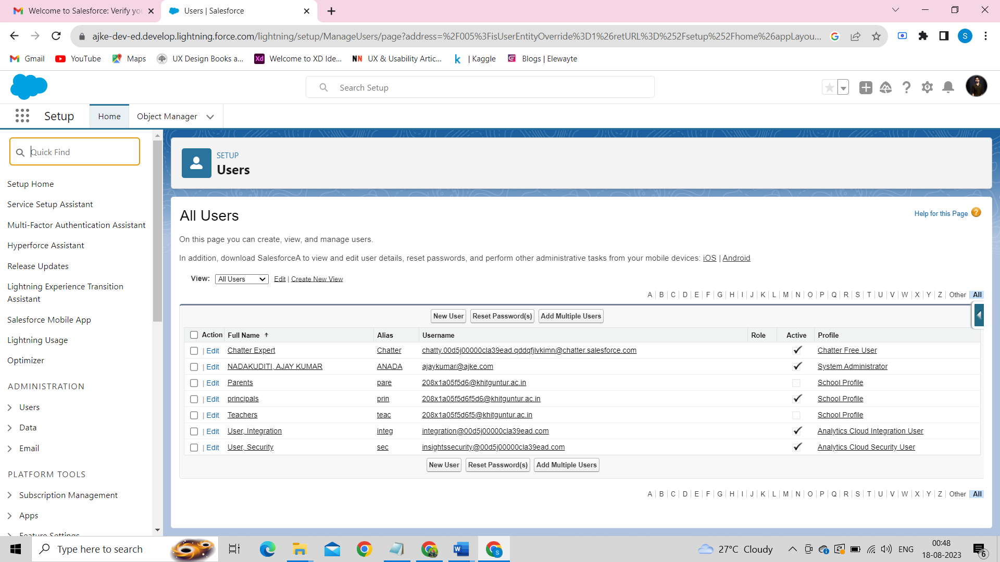 Welcome to Salesforce: Verify you
Users | Salesforce
ajke-dev-ed.develop.lightning.force.com/lightning/setup/ManageUsers/page?address=%2F005%3FisUserEntityOverride%3D1%26retURL%3D%252Fsetup%252Fhome%26appLayou...
S
Gmail
YouTube
Maps
UX Design Books a...
Xd
Welcome to XD Ide...
NN
UX & Usability Artic...
k
| Kaggle
Blogs | Elewayte
Search Setup
Setup
Home
Object Manager
Quick Find
Setup Home
Service Setup Assistant
Multi-Factor Authentication Assistant
Hyperforce Assistant
Release Updates
Lightning Experience Transition
Assistant
Salesforce Mobile App
Lightning Usage
Optimizer
ADMINISTRATION
Users
Data
Email
PLATFORM TOOLS
Subscription Management
Apps
Feature Settings
SETUP
Users
All Users
Help for this Page ?
On this page you can create, view, and manage users.
In addition, download SalesforceA to view and edit user details, reset passwords, and perform other administrative tasks from your mobile devices: iOS | Android
View: All Users Edit | Create New View
A B C D E F G H I J K L M N O P Q R S T U V W X Y Z Other All
New User Reset Password(s) Add Multiple Users
Action Full Name Alias Username Role Active Profile
| Edit Chatter Expert Chatter chatty.00d5j00000cla39ead.qddqfjlvkimn@chatter.salesforce.com Chatter Free User
| Edit NADAKUDITI, AJAY KUMAR ANADA ajaykumar@ajke.com System Administrator
| Edit Parents pare 208x1a05f5d6@khitguntur.ac.in School Profile
| Edit principals prin 208x1a05f5d6f5d6@khitguntur.ac.in School Profile
| Edit Teachers teac 208x1a05f5d6f5@khitguntur.ac.in School Profile
| Edit User, Integration integ integration@00d5j00000cla39ead.com Analytics Cloud Integration User
| Edit User, Security sec insightssecurity@00d5j00000cla39ead.com Analytics Cloud Security User
New User Reset Password(s) Add Multiple Users
A B C D E F G H I J K L M N O P Q R S T U V W X Y Z Other All
Type here to search
27°C Cloudy
ENG
00:48
18-08-2023
6